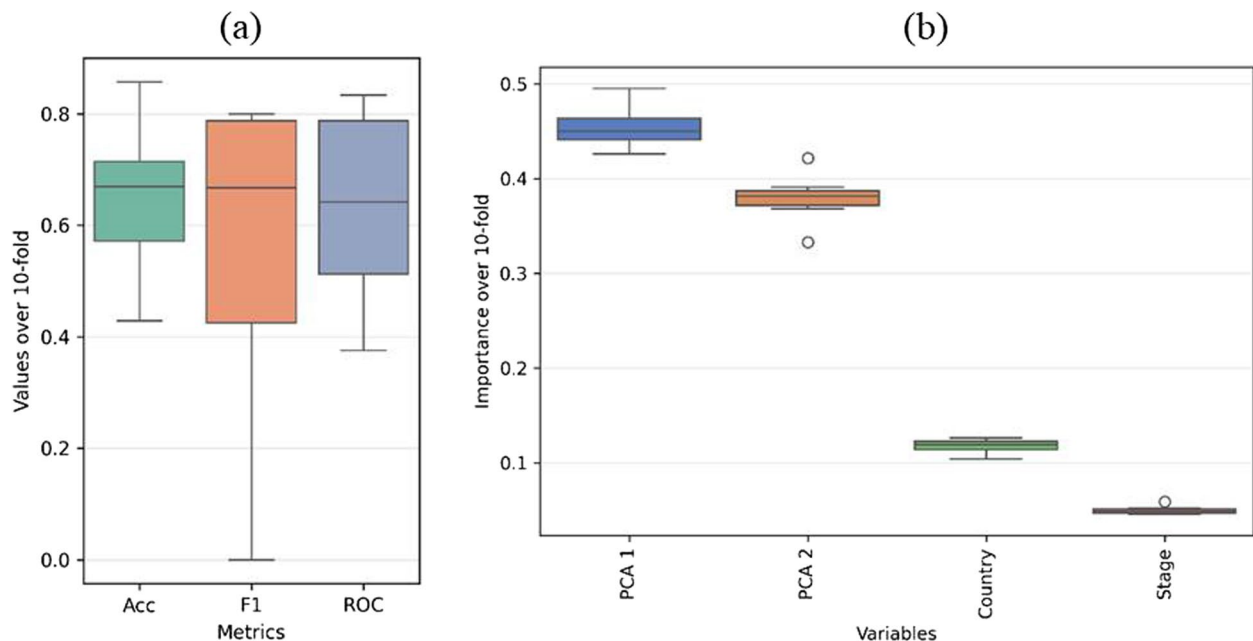 (a)
(b)
Values over 10-fold
0.8
0.6
0.4
0.2
0.0
Acc
F1
ROC
Metrics
Importance over 10-fold
0.5
0.4
0.3
0.2
0.1
PCA 1
PCA 2
Country
Stage
Variables